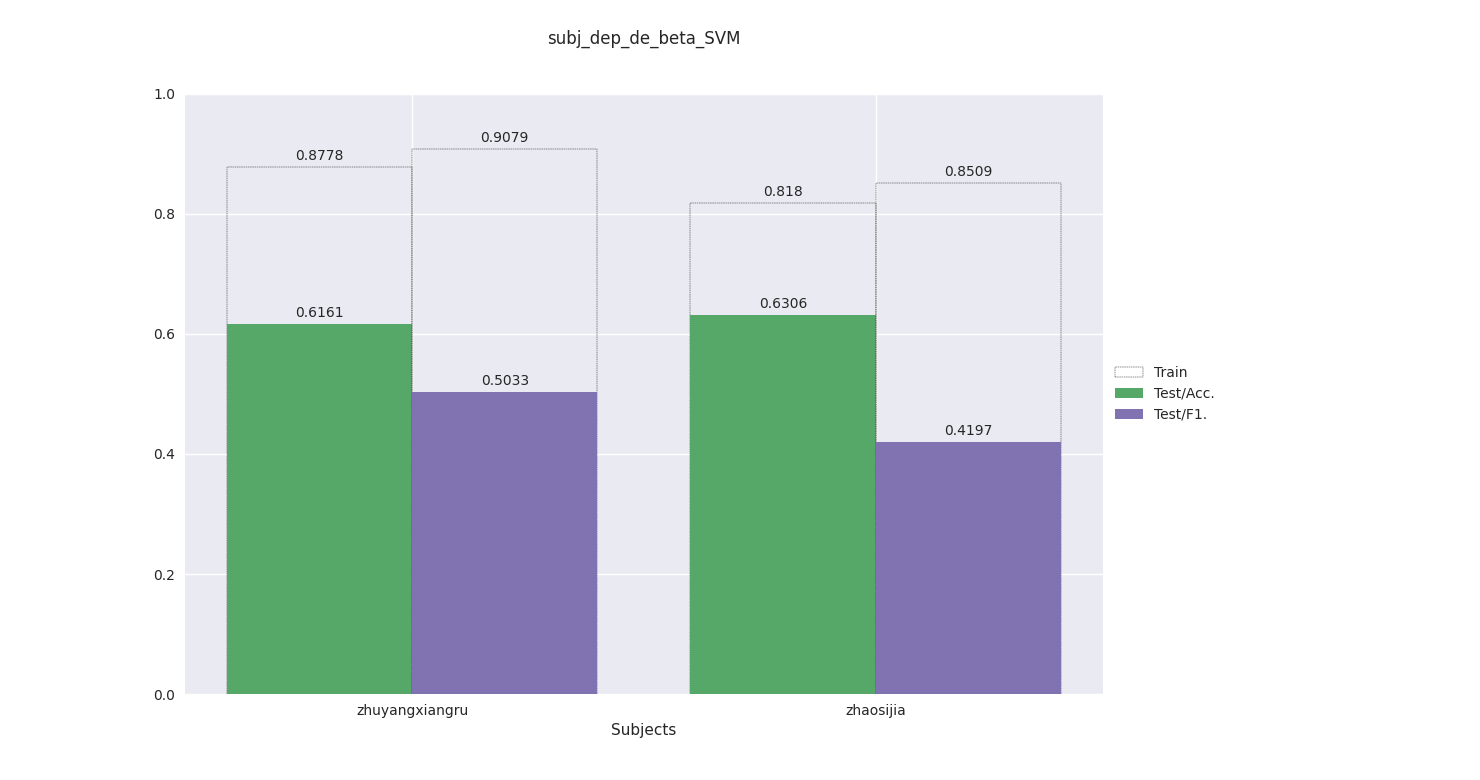 subj_dep_de_beta_SVM
1.0
0.8
0.6
0.4
0.2
0.0
0.8778
0.9079
0.818
0.8509
0.6161
0.5033
0.6306
0.4197
zhuyangxiangru
zhaosijia
Subjects
Train
Test/Acc.
Test/F1.